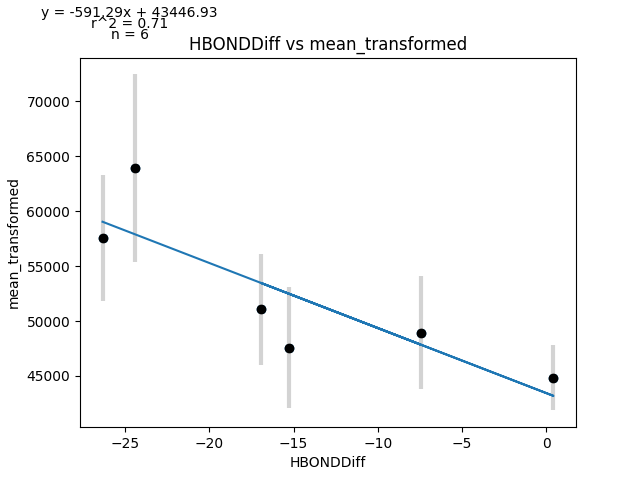 y = -591.29x + 43446.93
r^2 = 0.71
n = 6
HBONDDiff vs mean_transformed
70000
65000
60000
55000
50000
45000
mean_transformed
−25
−20
−15
−10
−5
0
HBONDDiff